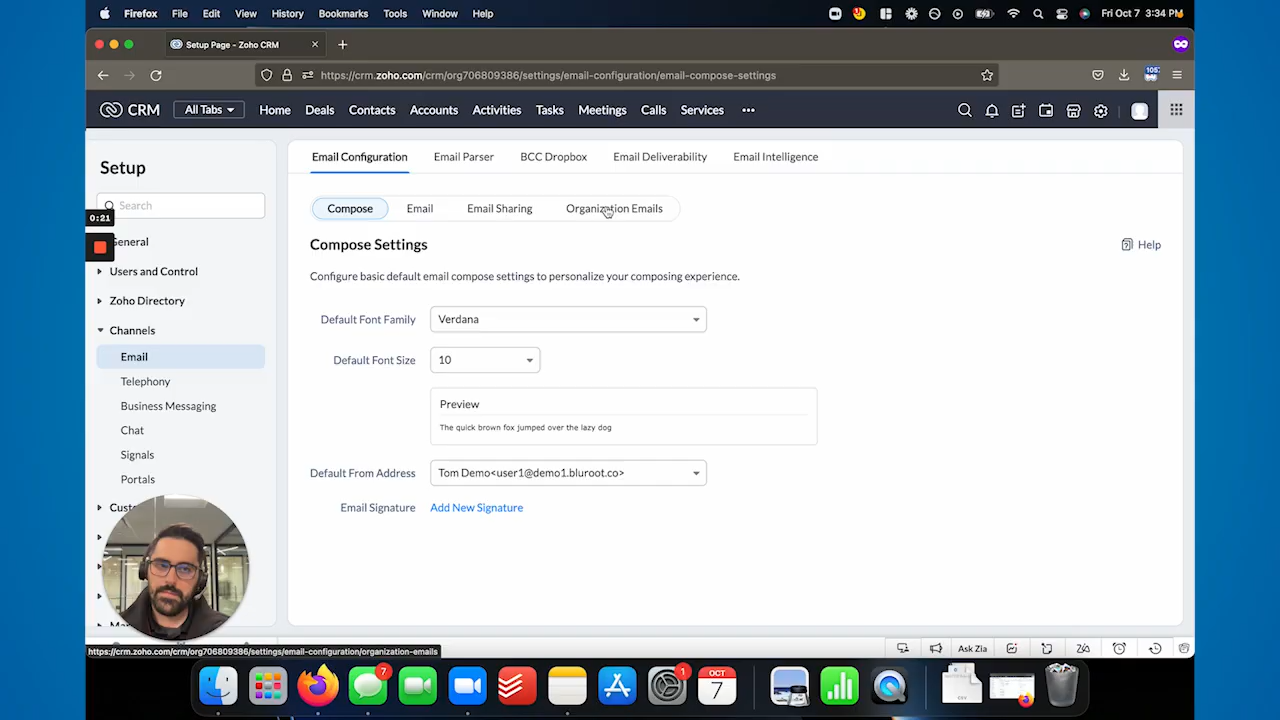 Firefox File Edit View History Bookmarks Tools Window Help
Fri Oct 7 3:34 PM
Setup Page - Zoho CRM
https://crm.zoho.com/crm/org706809386/settings/email-configuration/email-compose-settings
105
CRM All Tabs Home Deals Contacts Accounts Activities Tasks Meetings Calls Services
Setup
Search
0:21
General
Users and Control
Zoho Directory
Channels
Email
Telephony
Business Messaging
Chat
Signals
Portals
Email Configuration Email Parser BCC Dropbox Email Deliverability Email Intelligence
Compose Email Email Sharing Organization Emails
Compose Settings
Help
Configure basic default email compose settings to personalize your composing experience.
Default Font Family Verdana
Default Font Size 10
Preview
The quick brown fox jumped over the lazy dog
Default From Address Tom Demo<user1@demo1.bluroot.co>
Email Signature Add New Signature
https://crm.zoho.com/crm/org706809386/settings/email-configuration/organization-emails
Ask Zia
7
1
OCT
7
CSV